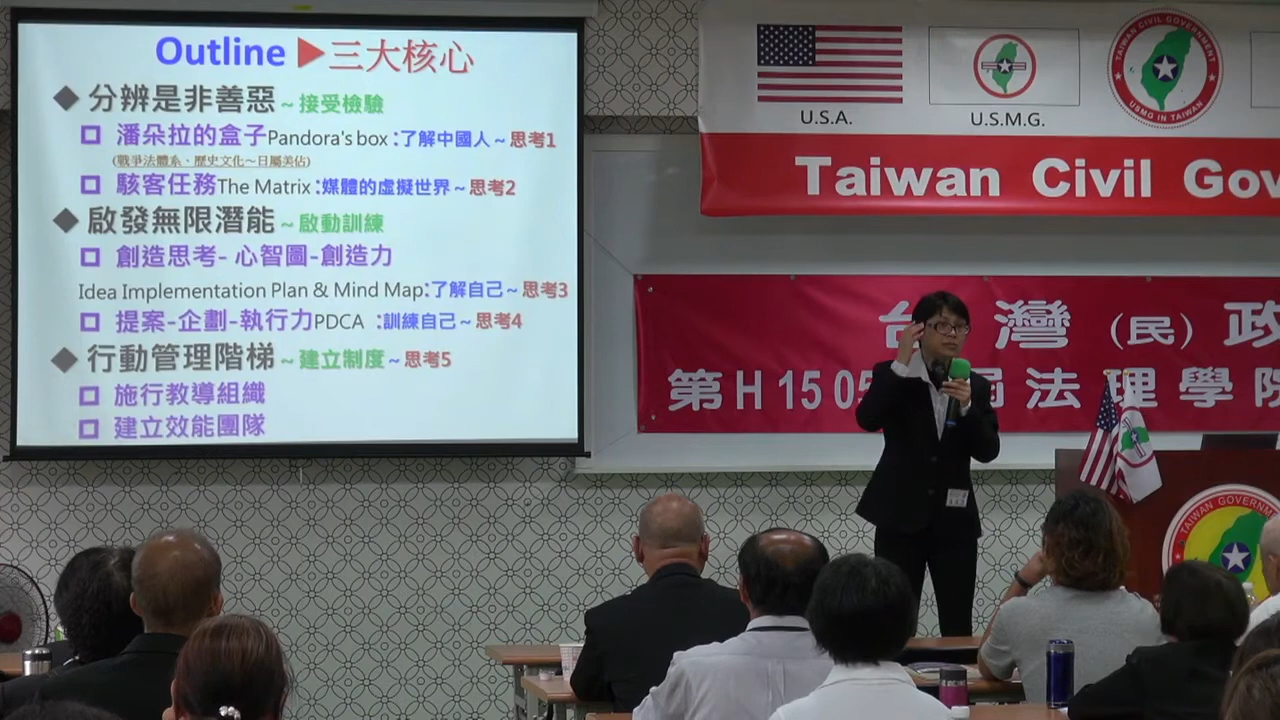 Outline ▶三大核心
◆ 分辨是非善惡～接受檢驗
潘朵拉的盒子Pandora's box :了解中國人～思考1
(戰爭法體系、歷史文化～日屬美佔)
駭客任務The Matrix :媒體的虛擬世界～思考2
◆ 啟發無限潛能～啟動訓練
創造思考- 心智圖-創造力
Idea Implementation Plan & Mind Map:了解自己～思考3
提案-企劃-執行力PDCA :訓練自己～思考4
◆ 行動管理階梯～建立制度～思考5
施行教導組織
建立效能團隊
U.S.A.
U.S.M.G.
TAIWAN CIVIL GOVERNMENT
USMG IN TAIWAN
Taiwan Civil Gov
台灣（民）政
第H 15 05 法理學院
TAIWAN GOVERNM